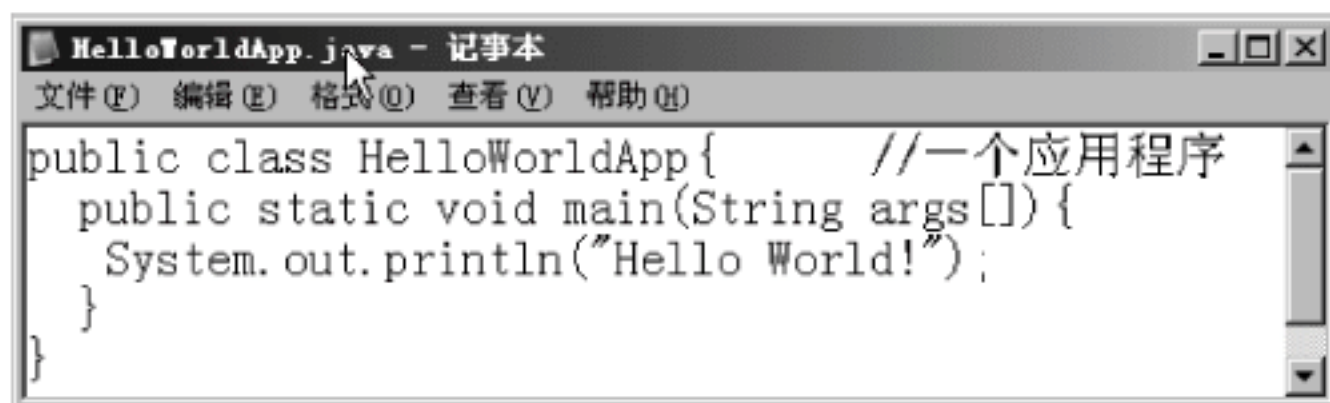 HelloWorldApp.java - 记事本
文件(F) 编辑(E) 格式(O) 查看(V) 帮助(H)
public class HelloWorldApp{ //一个应用程序
public static void main(String args[]){
System.out.println("Hello World!");
}
}